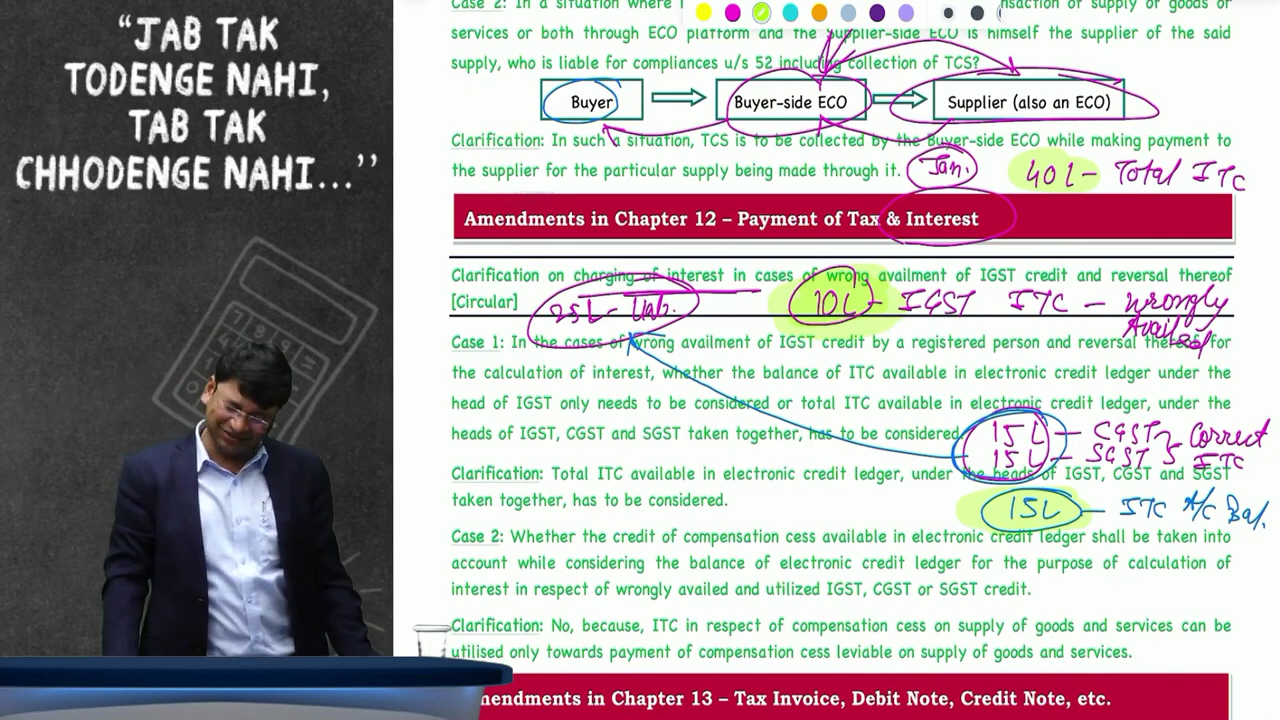 “JAB TAK
TODENGE NAHI,
TAB TAK
CHHODENGE NAHI...’’
Case 2: In a situation where nsaction of supply of goods or
services or both through ECO platform and the Supplier-side ECO is himself the supplier of the said
supply, who is liable for compliances u/s 52 including collection of TCS?
Buyer Buyer-side ECO Supplier (also an ECO)
Clarification: In such a situation, TCS is to be collected by the Buyer-side ECO while making payment to
the supplier for the particular supply being made through it. Jan. 40L - Total ITC
Amendments in Chapter 12 – Payment of Tax & Interest
Clarification on charging of interest in cases of wrong availment of IGST credit and reversal thereof
[Circular] 25L - Liab. 10L - IGST ITC - wrongly
Availed
Case 1: In the cases of wrong availment of IGST credit by a registered person and reversal thereof for
the calculation of interest, whether the balance of ITC available in electronic credit ledger under the
head of IGST only needs to be considered or total ITC available in electronic credit ledger, under the
heads of IGST, CGST and SGST taken together, has to be considered.
15L - CGST Correct
15L - SGST ITC
Clarification: Total ITC available in electronic credit ledger, under the heads of IGST, CGST and SGST
taken together, has to be considered.
15L - ITC A/C Bal.
Case 2: Whether the credit of compensation cess available in electronic credit ledger shall be taken into
account while considering the balance of electronic credit ledger for the purpose of calculation of
interest in respect of wrongly availed and utilized IGST, CGST or SGST credit.
Clarification: No, because, ITC in respect of compensation cess on supply of goods and services can be
utilised only towards payment of compensation cess leviable on supply of goods and services.
mendments in Chapter 13 – Tax Invoice, Debit Note, Credit Note, etc.